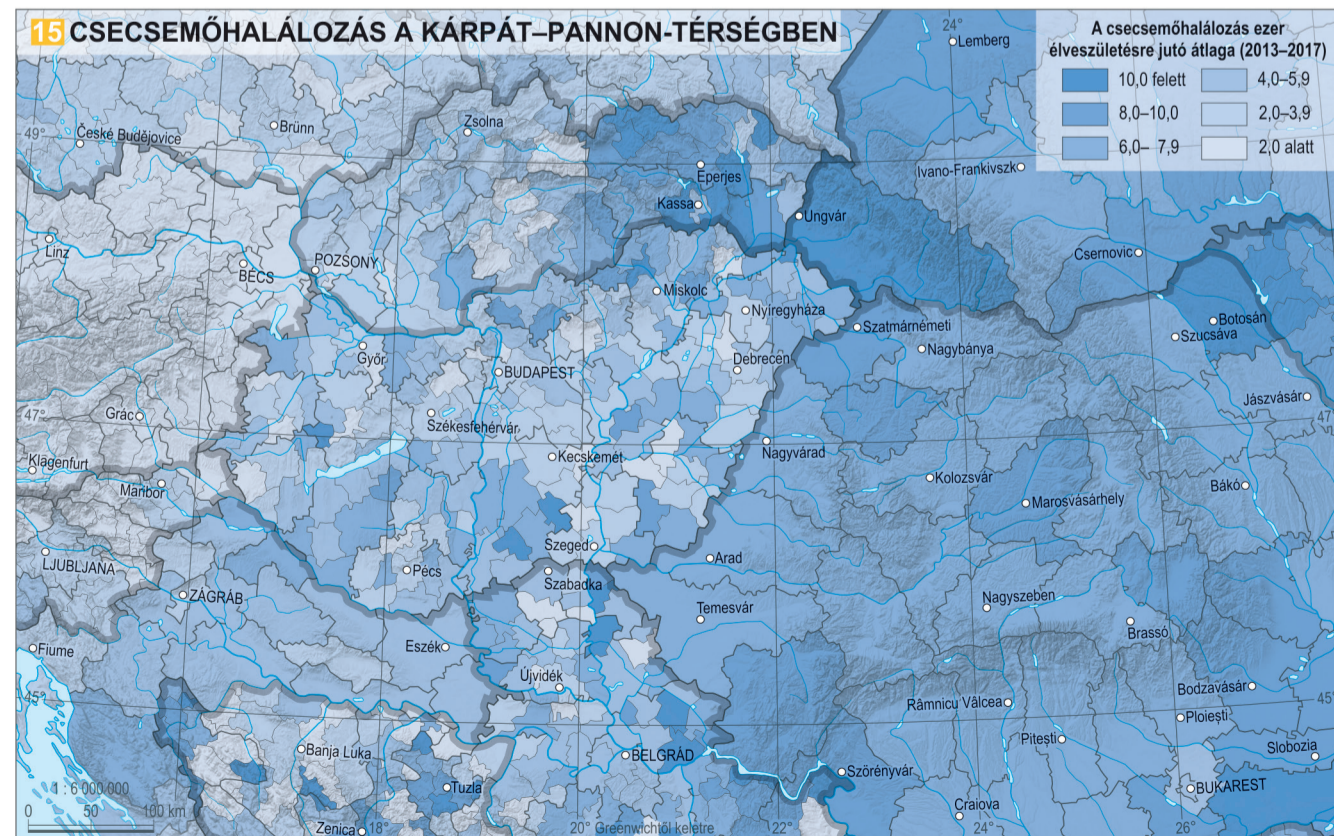 15 CSECSEMŐHALÁLOZÁS A KÁRPÁT–PANNON-TÉRSÉGBEN
A csecsemőhalálozás ezer
élveszületésre jutó átlaga (2013–2017)
10,0 felett
4,0–5,9
8,0–10,0
2,0–3,9
6,0– 7,9
2,0 alatt
24°
Lemberg
49°
České Budějovice
Brünn
Zsolna
Eperjes
Ivano-Frankivszk
Kassa
Ungvár
Linz
BÉCS
POZSONY
Csernovic
Miskolc
Nyíregyháza
Szatmárnémeti
Botosán
Szucsáva
Győr
BUDAPEST
Debrecen
Nagybánya
Jászvásár
47°
Grác
Székesfehérvár
47°
Klagenfurt
Maribor
Kecskemét
Nagyvárad
Kolozsvár
Bákó
Marosvásárhely
LJUBLJANA
Szeged
Arad
Pécs
Szabadka
ZÁGRÁB
Temesvár
Nagyszeben
Brassó
Fiume
Eszék
Újvidék
45°
Râmnicu Vâlcea
Bodzavásár
45°
Ploiești
Banja Luka
BELGRÁD
Pitești
Slobozia
Szörényvár
Tuzla
BUKAREST
1 : 6 000 000
0 50 100 km
Craiova
Zenica
18°
20° Greenwichtől keletre
22°
24°
26°
28°